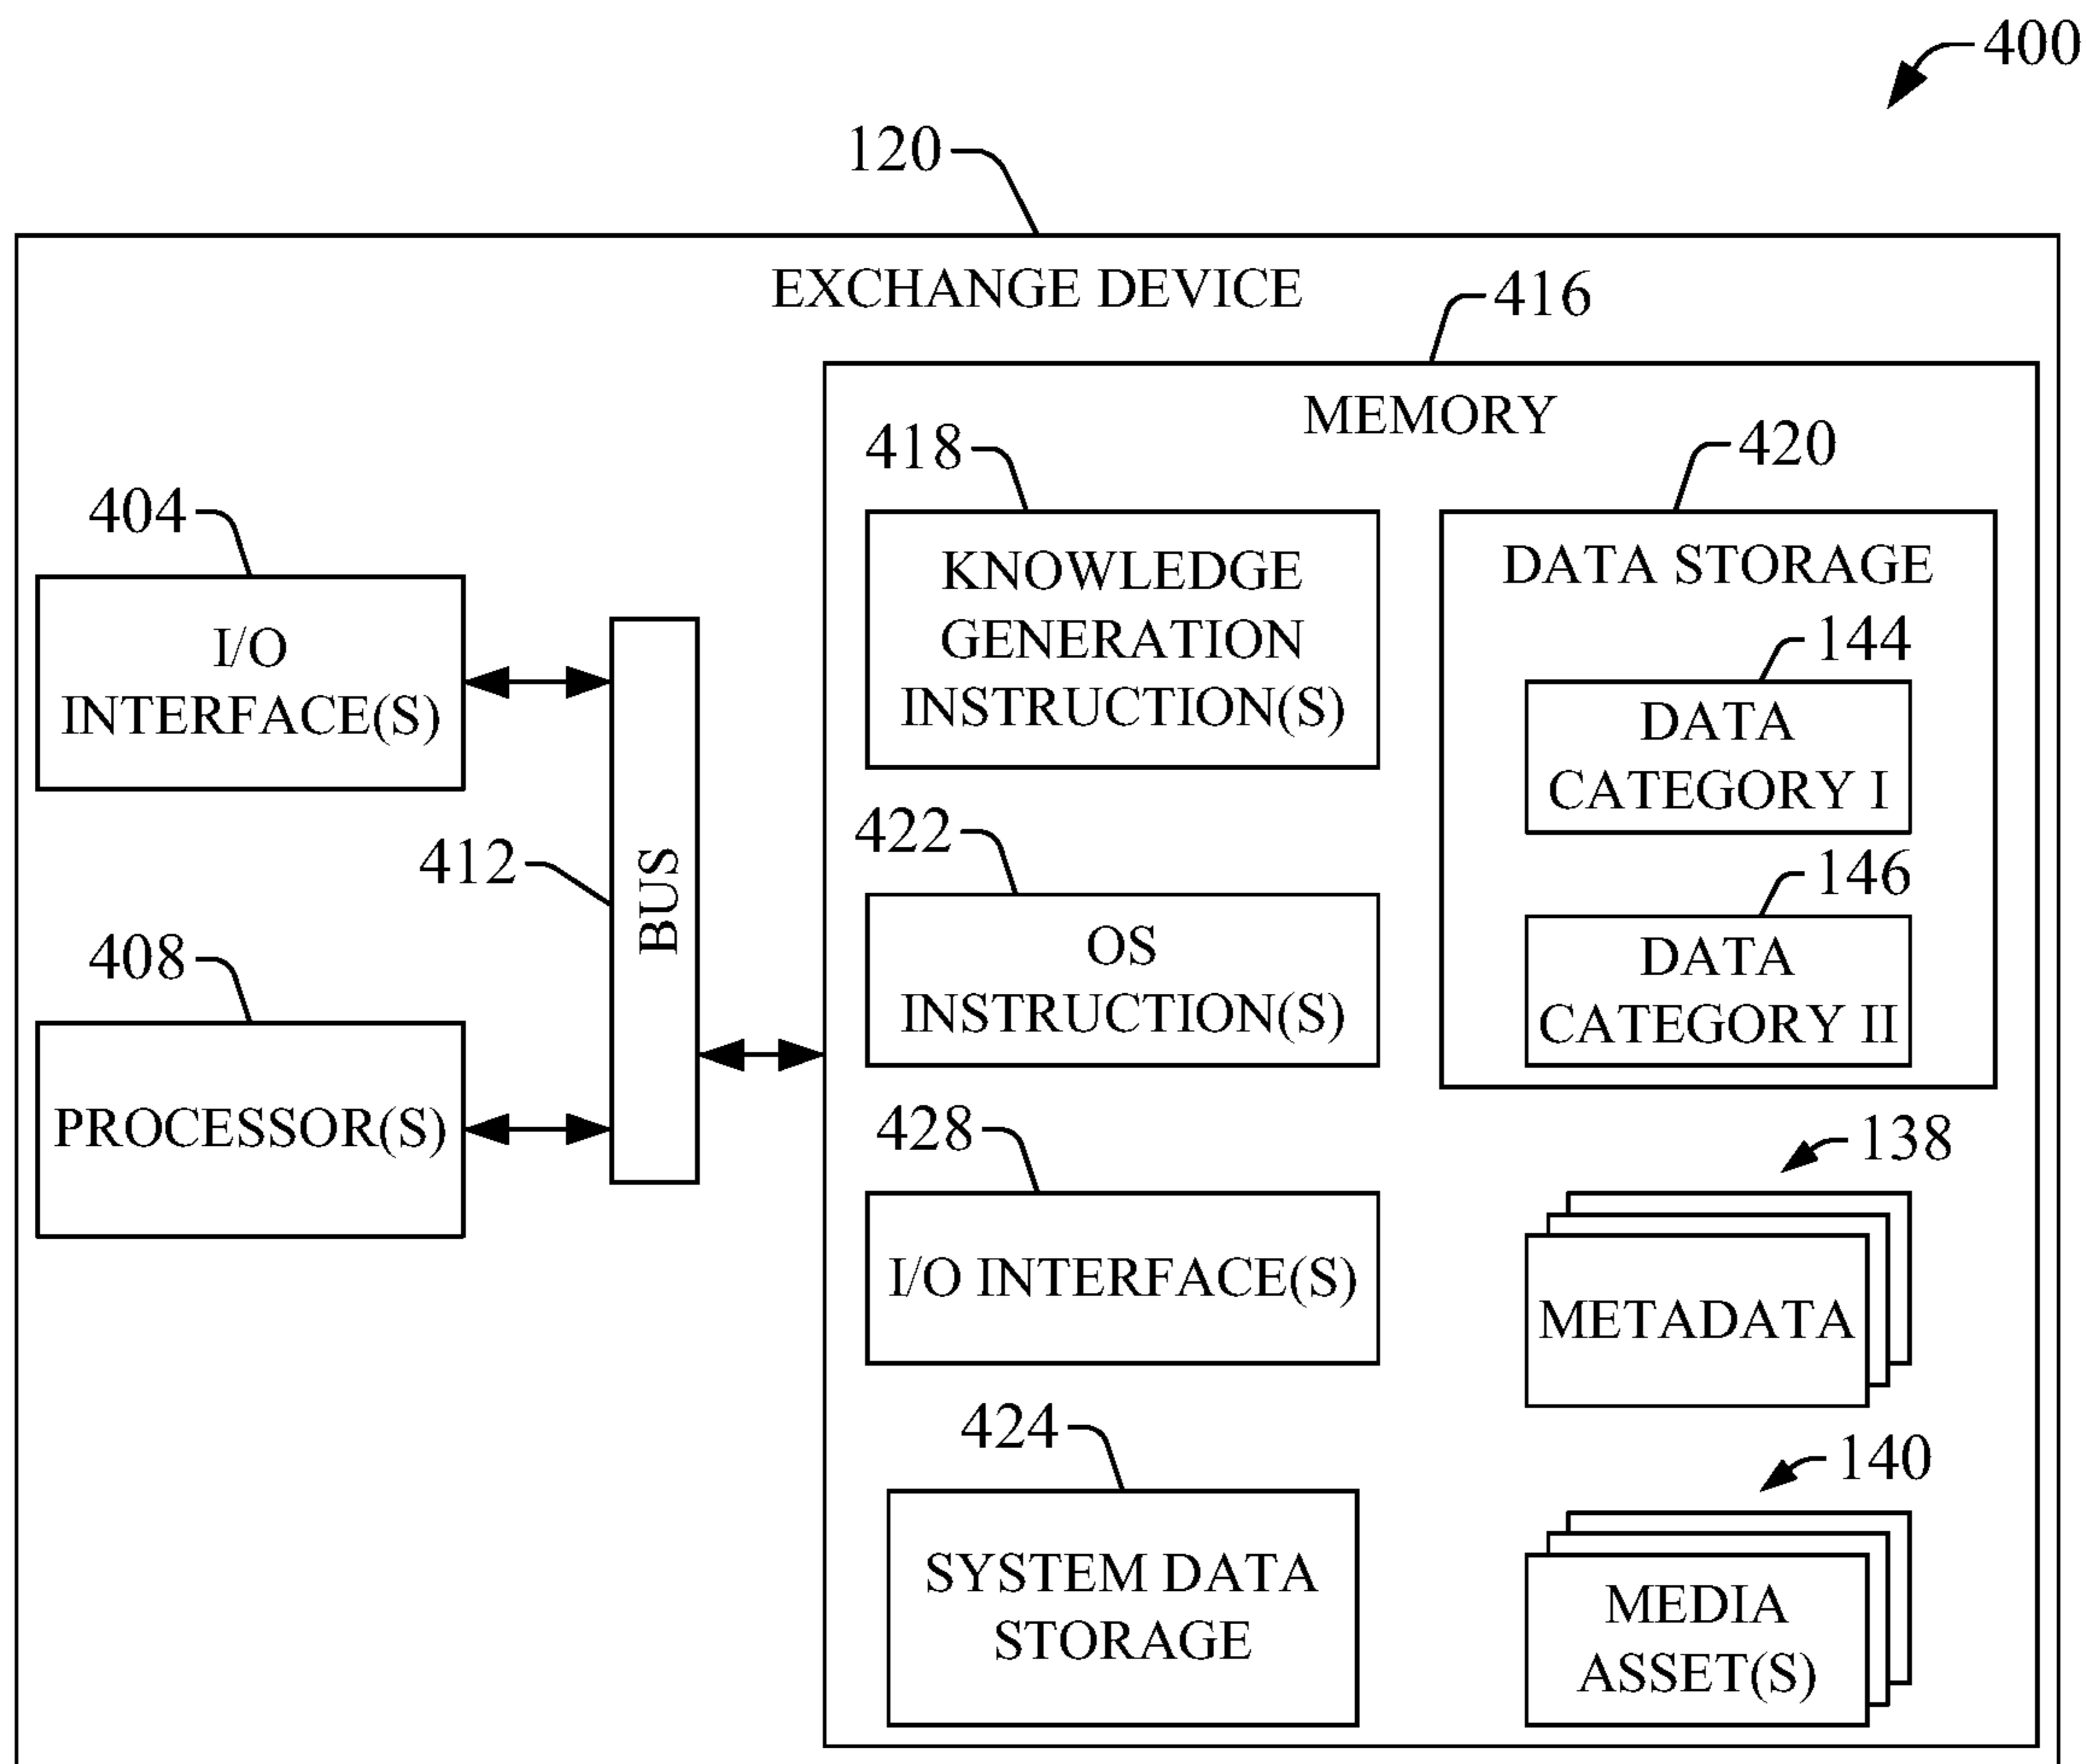 400
120
EXCHANGE DEVICE
416
MEMORY
404
I/O
INTERFACE(S)
408
PROCESSOR(S)
412
BUS
418
KNOWLEDGE
GENERATION
INSTRUCTION(S)
422
OS
INSTRUCTION(S)
428
I/O INTERFACE(S)
424
SYSTEM DATA
STORAGE
420
DATA STORAGE
144
DATA
CATEGORY I
146
DATA
CATEGORY II
138
METADATA
140
MEDIA
ASSET(S)